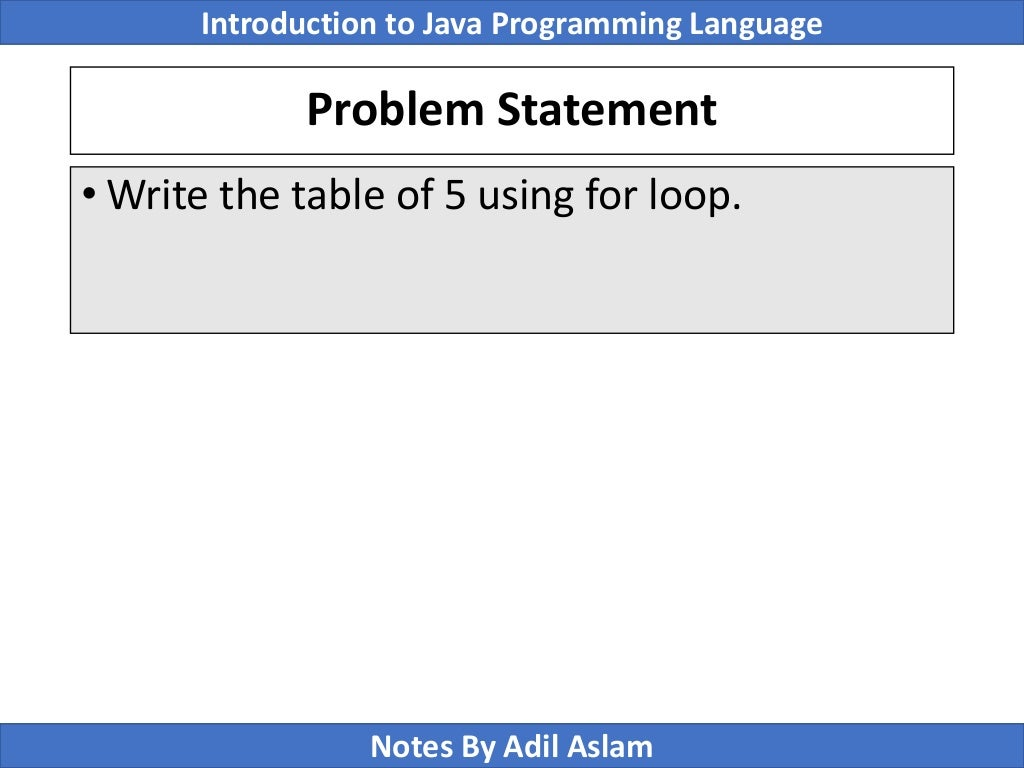 Introduction to Java Programming Language
Problem Statement
• Write the table of 5 using for loop.
Notes By Adil Aslam